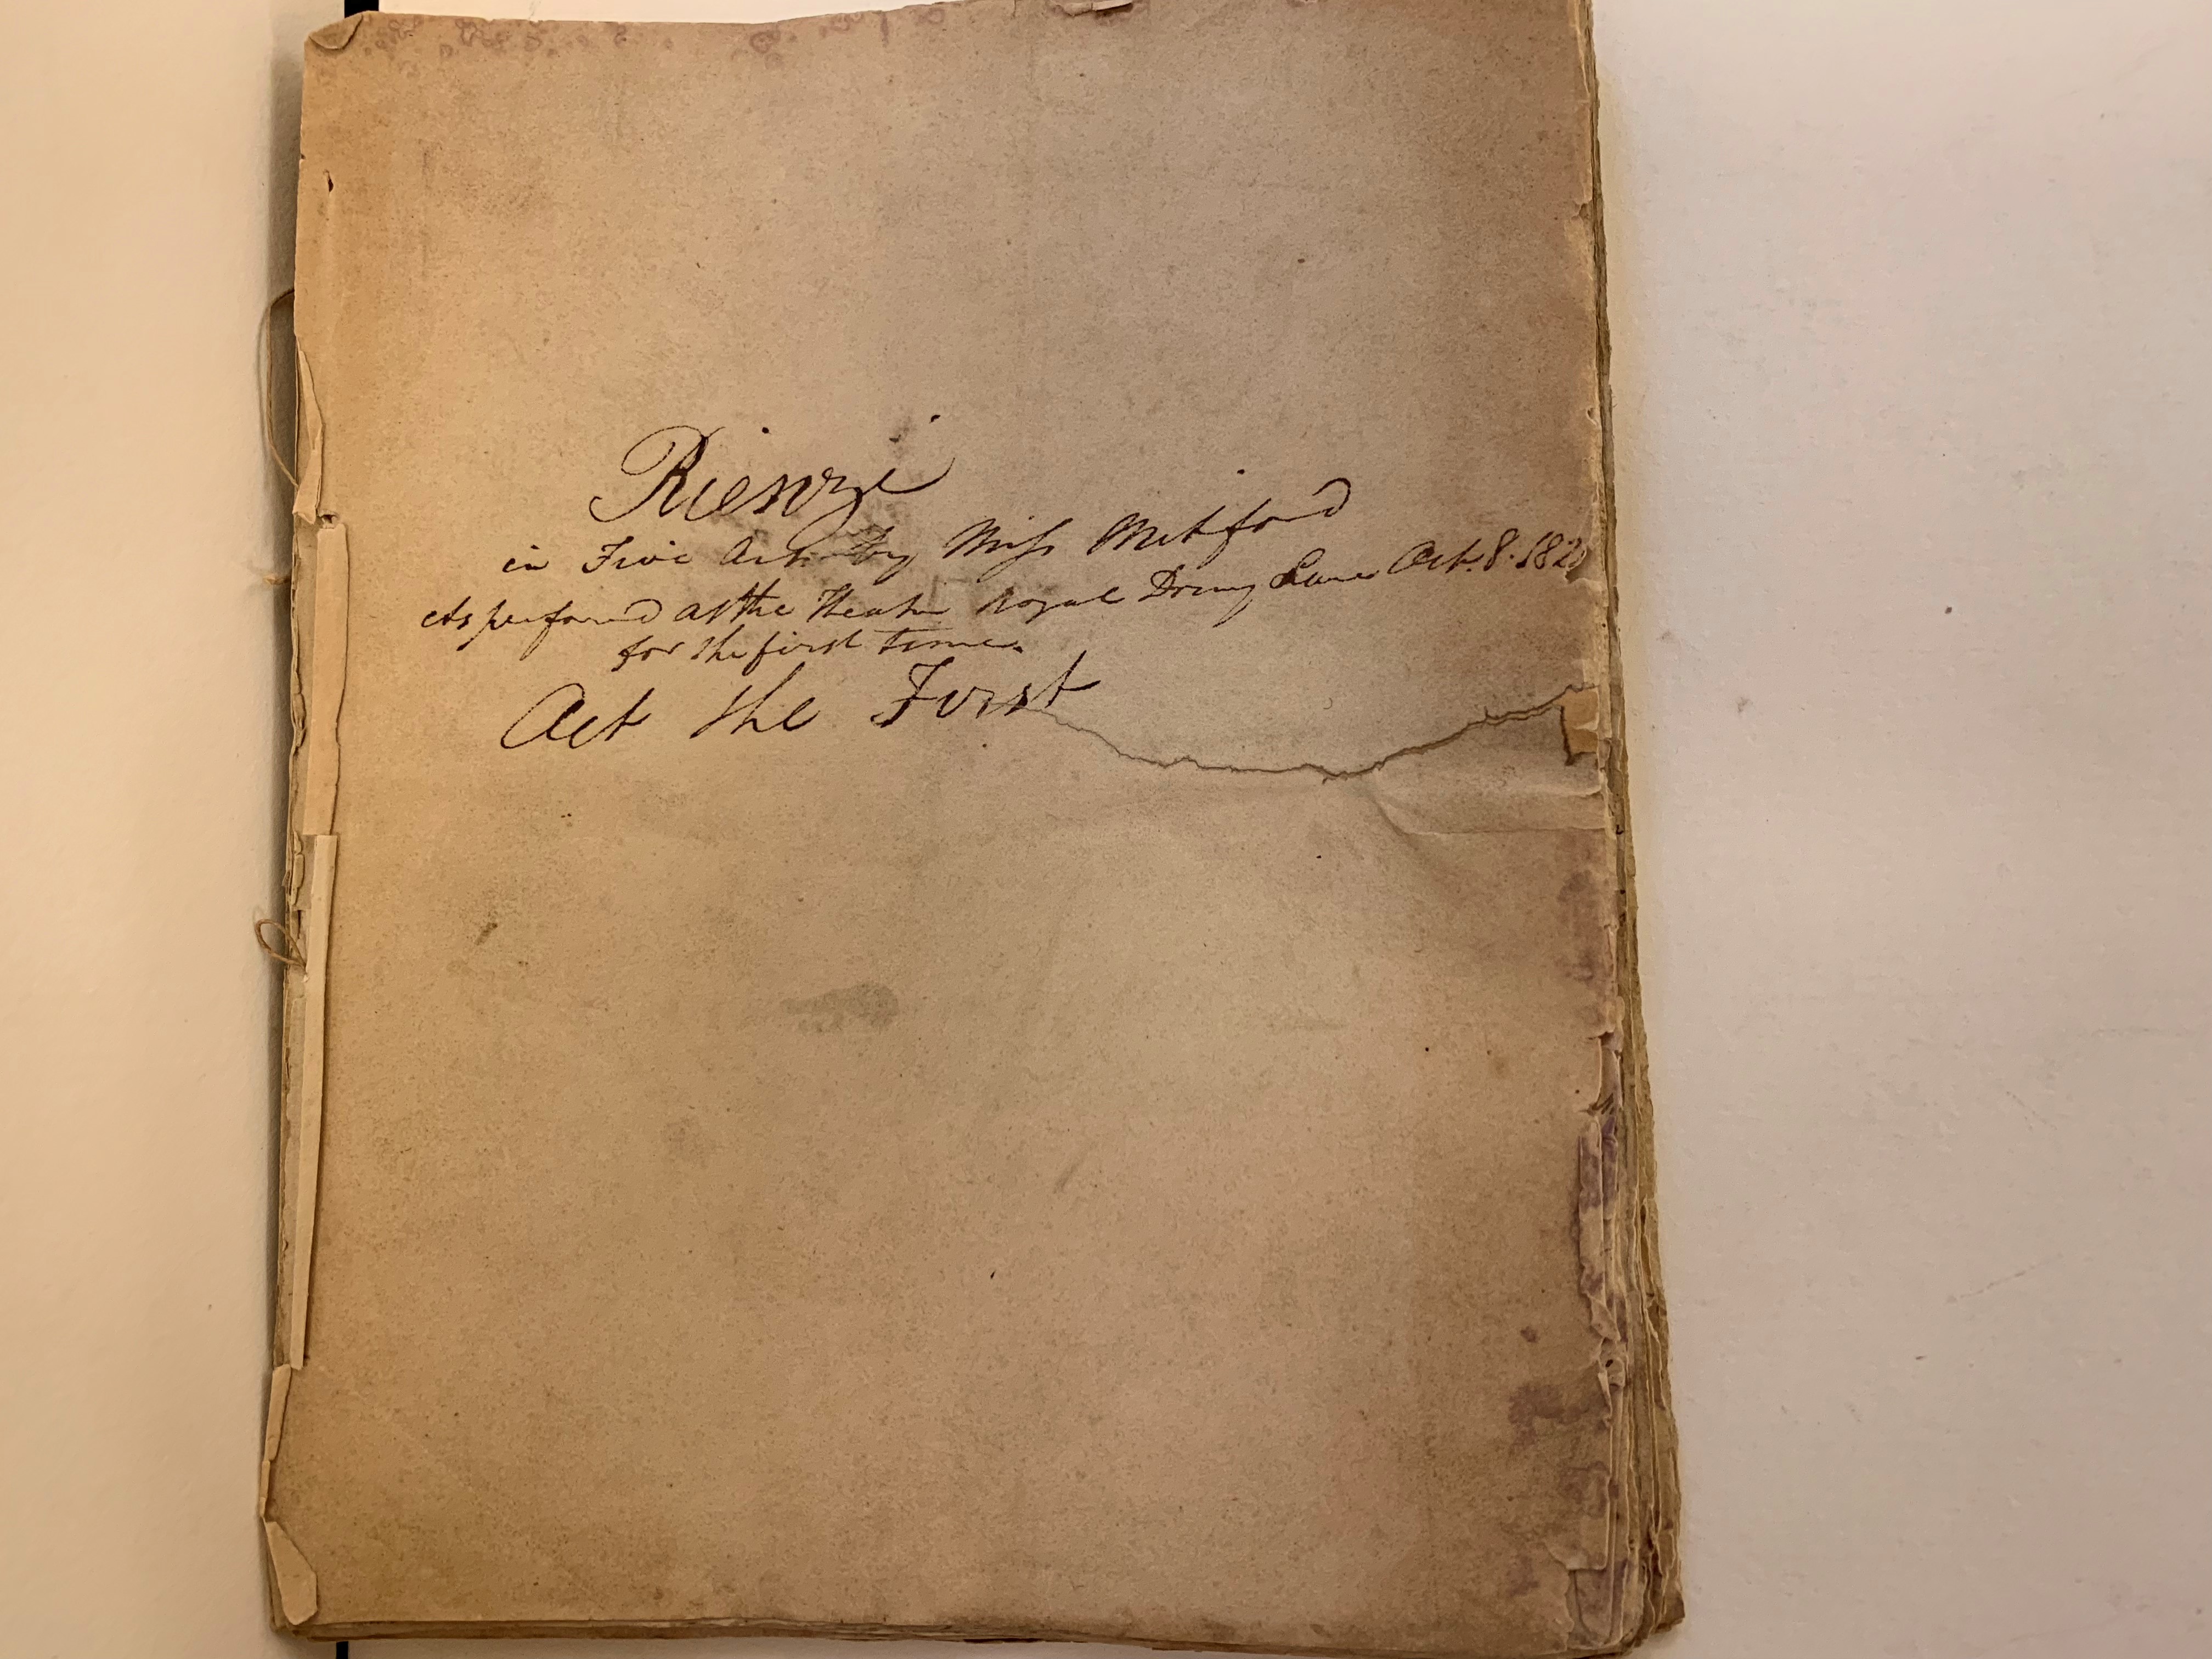 Rienzi
in Five Acts by Miss Mitford
As performed at the Theatre Royal Drury Lane Oct. 8. 182
for the first time.
Act the First